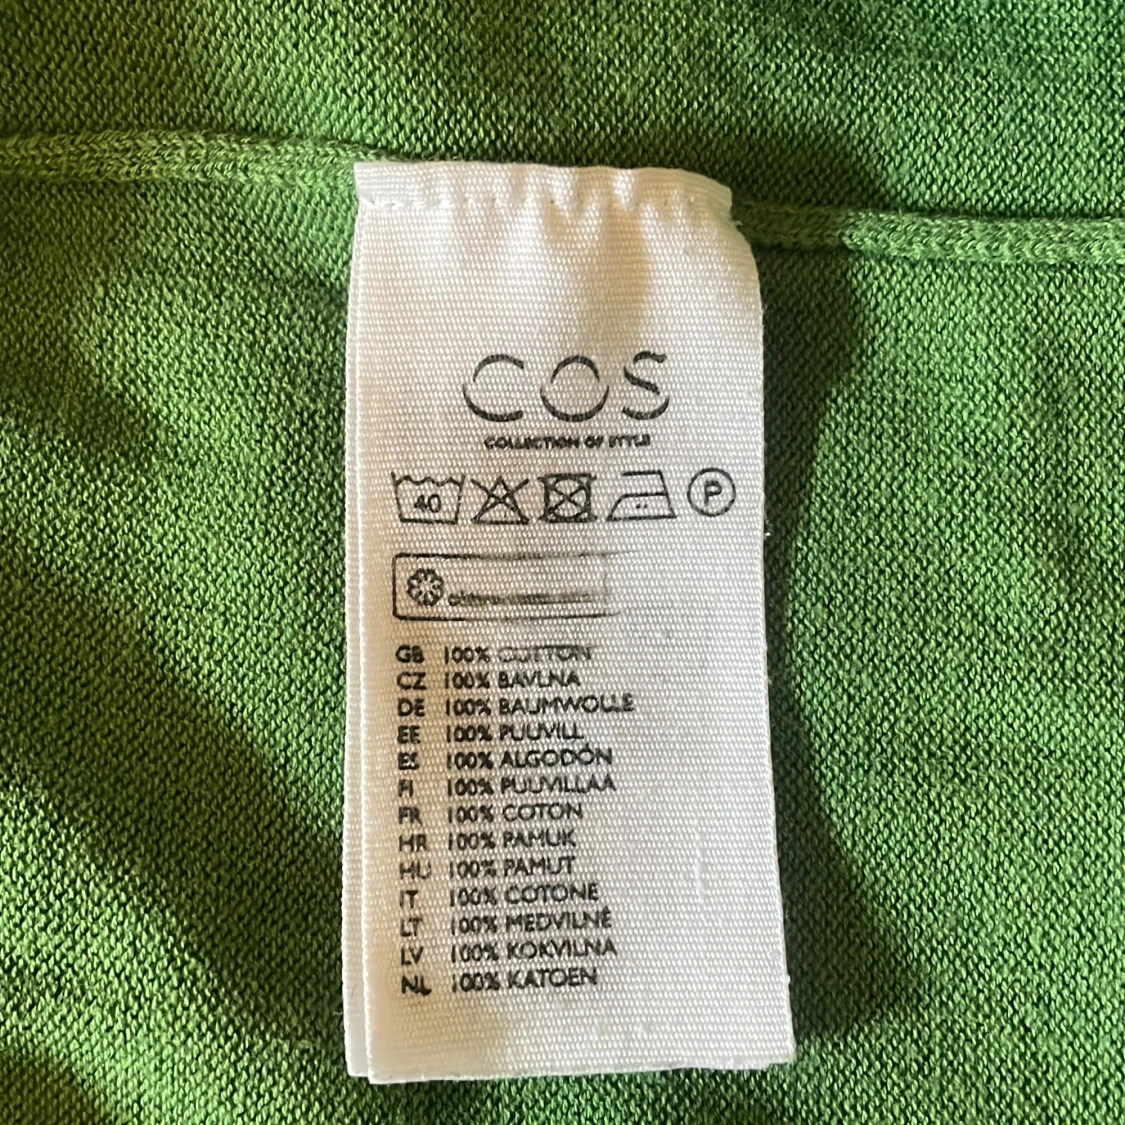 COS
COLLECTION OF STYLE
40 P
GB 100% COTTON
CZ 100% BAVLNA
DE 100% BAUMWOLLE
EE 100% PUUVILL
ES 100% ALGODÓN
FI 100% PUUVILLAA
FR 100% COTON
HR 100% PAMUK
HU 100% PAMUT
IT 100% COTONE
LT 100% MEDVILNĖ
LV 100% KOKVILNA
NL 100% KATOEN